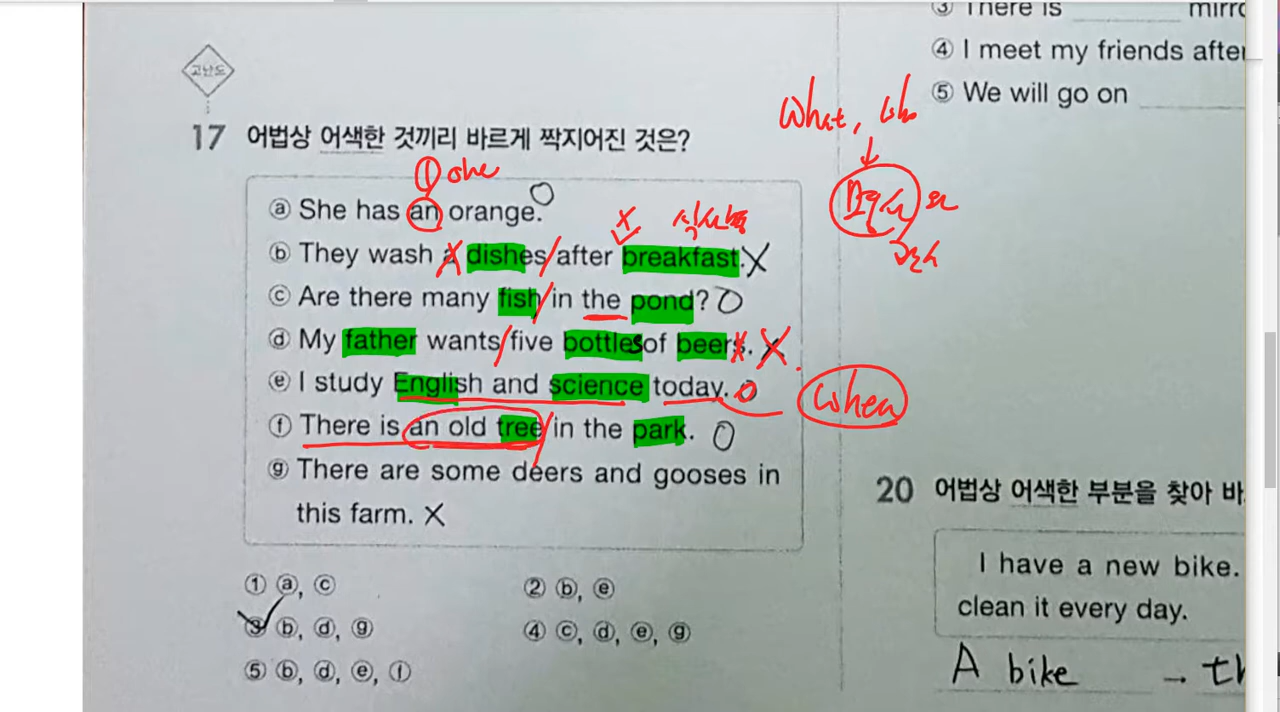 ③ There is ______ mirro
④ I meet my friends after
⑤ We will go on ______
What,
고난도
17 어법상 어색한 것끼리 바르게 짝지어진 것은?
① one
ⓐ She has an orange. O
X 식사명
ⓑ They wash a dishes/after breakfast. X
ⓒ Are there many fish/in the pond? O
ⓓ My father wants/five bottles of beers. X
ⓔ I study English and science today. O
when
ⓕ There is an old tree/in the park. O
ⓖ There are some deers and gooses in
this farm. X
① ⓐ, ⓒ
② ⓑ, ⓔ
③ ⓑ, ⓓ, ⓖ
④ ⓒ, ⓓ, ⓔ, ⓖ
⑤ ⓑ, ⓓ, ⓔ, ⓕ
20 어법상 어색한 부분을 찾아 바
I have a new bike.
clean it every day.
A bike → th